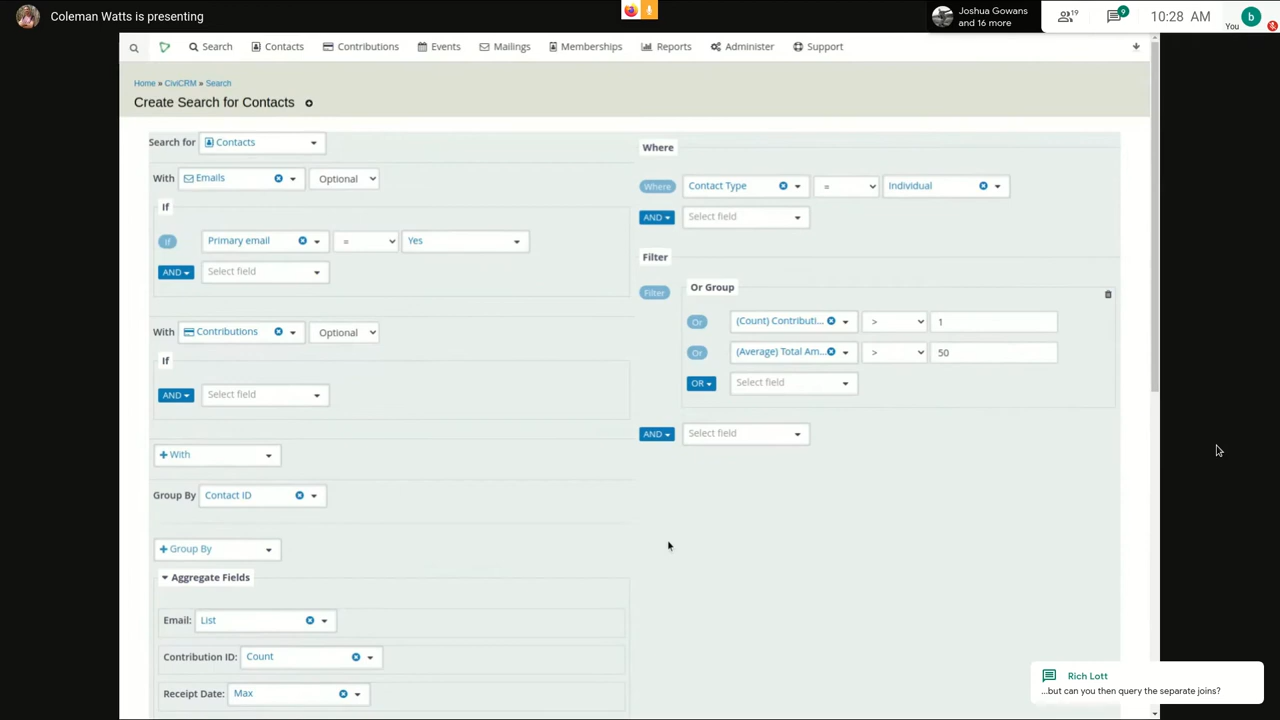 Coleman Watts is presenting
Joshua Gowans
and 16 more
19
9
10:28 AM
b
You
Search
Contacts
Contributions
Events
Mailings
Memberships
Reports
Administer
Support
Home » CiviCRM » Search
Create Search for Contacts
Search for Contacts
With Emails Optional
If
If Primary email = Yes
AND Select field
With Contributions Optional
If
AND Select field
+ With
Group By Contact ID
+ Group By
Aggregate Fields
Email: List
Contribution ID: Count
Receipt Date: Max
Where
Where Contact Type = Individual
AND Select field
Filter
Filter Or Group
Or (Count) Contributi... > 1
Or (Average) Total Am... > 50
OR Select field
AND Select field
Rich Lott
...but can you then query the separate joins?